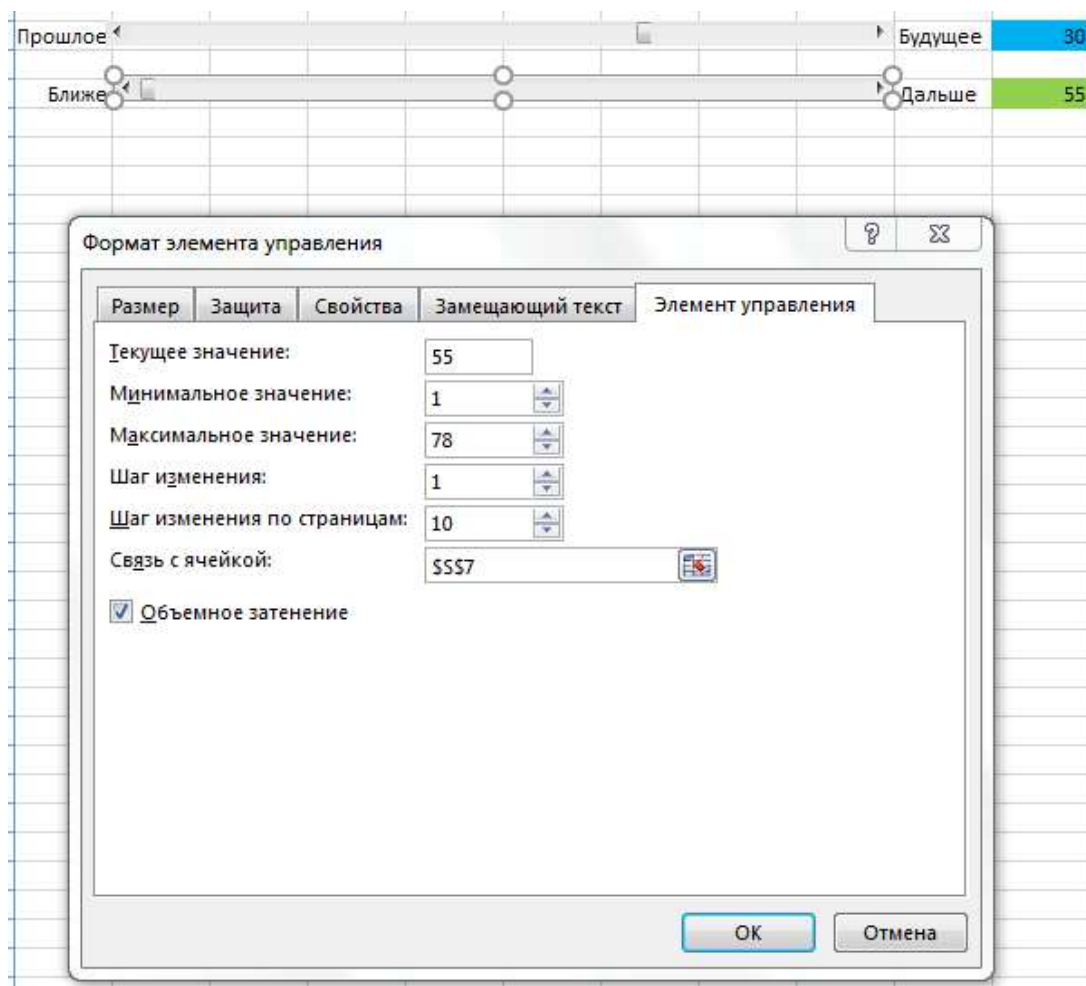 Прошлое Будущее 30
Ближе Дальше 55
Формат элемента управления
Размер Защита Свойства Замещающий текст Элемент управления
Текущее значение: 55
Минимальное значение: 1
Максимальное значение: 78
Шаг изменения: 1
Шаг изменения по страницам: 10
Связь с ячейкой: $S$7
Объемное затенение
ОК Отмена